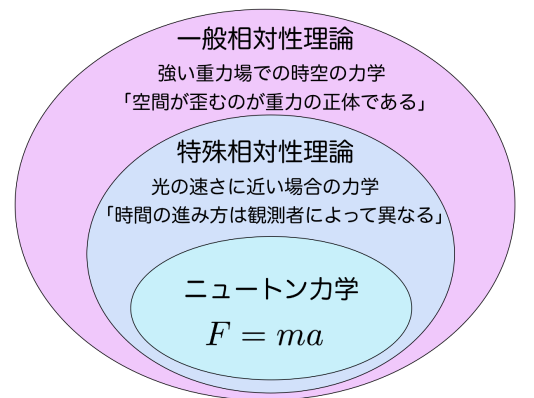 一般相対性理論
強い重力場での時空の力学
「空間が歪むのが重力の正体である」
特殊相対性理論
光の速さに近い場合の力学
「時間の進み方は観測者によって異なる」
ニュートン力学
F = ma